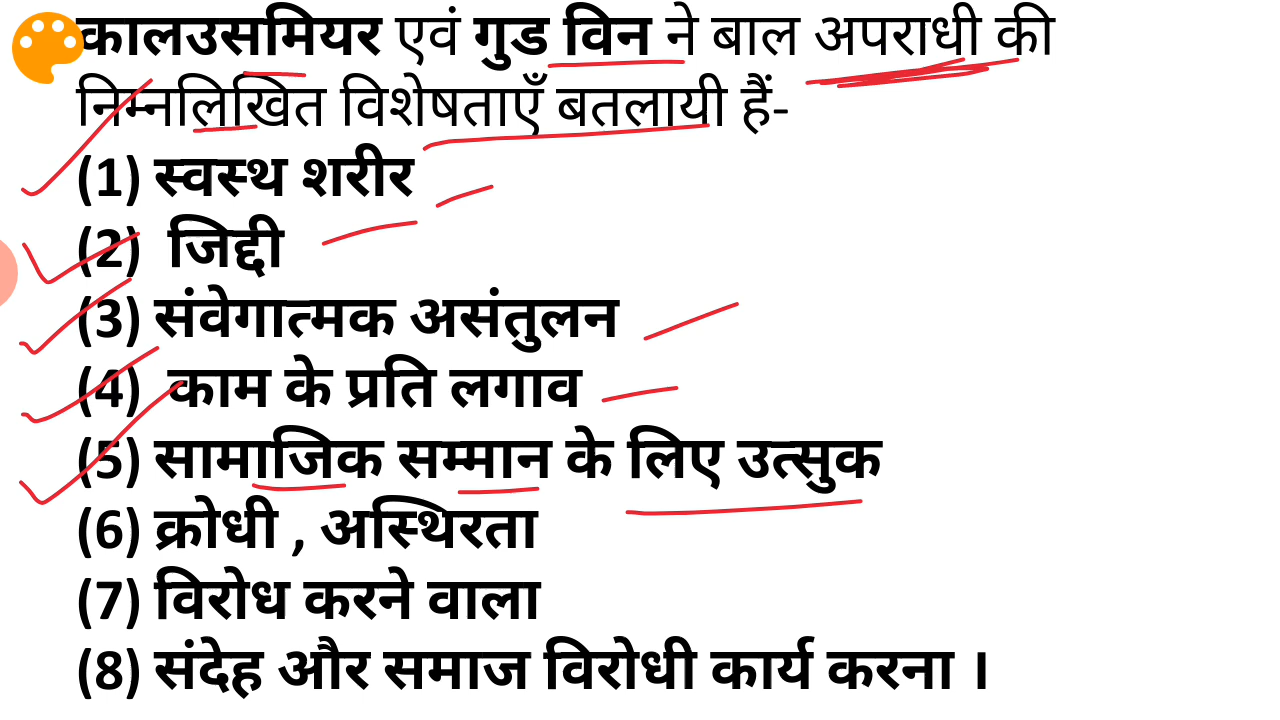 कालउसमियर एवं गुड विन ने बाल अपराधी की
निम्नलिखित विशेषताएँ बतलायी हैं-
(1) स्वस्थ शरीर
(2) जिद्दी
(3) संवेगात्मक असंतुलन
(4) काम के प्रति लगाव
(5) सामाजिक सम्मान के लिए उत्सुक
(6) क्रोधी , अस्थिरता
(7) विरोध करने वाला
(8) संदेह और समाज विरोधी कार्य करना ।